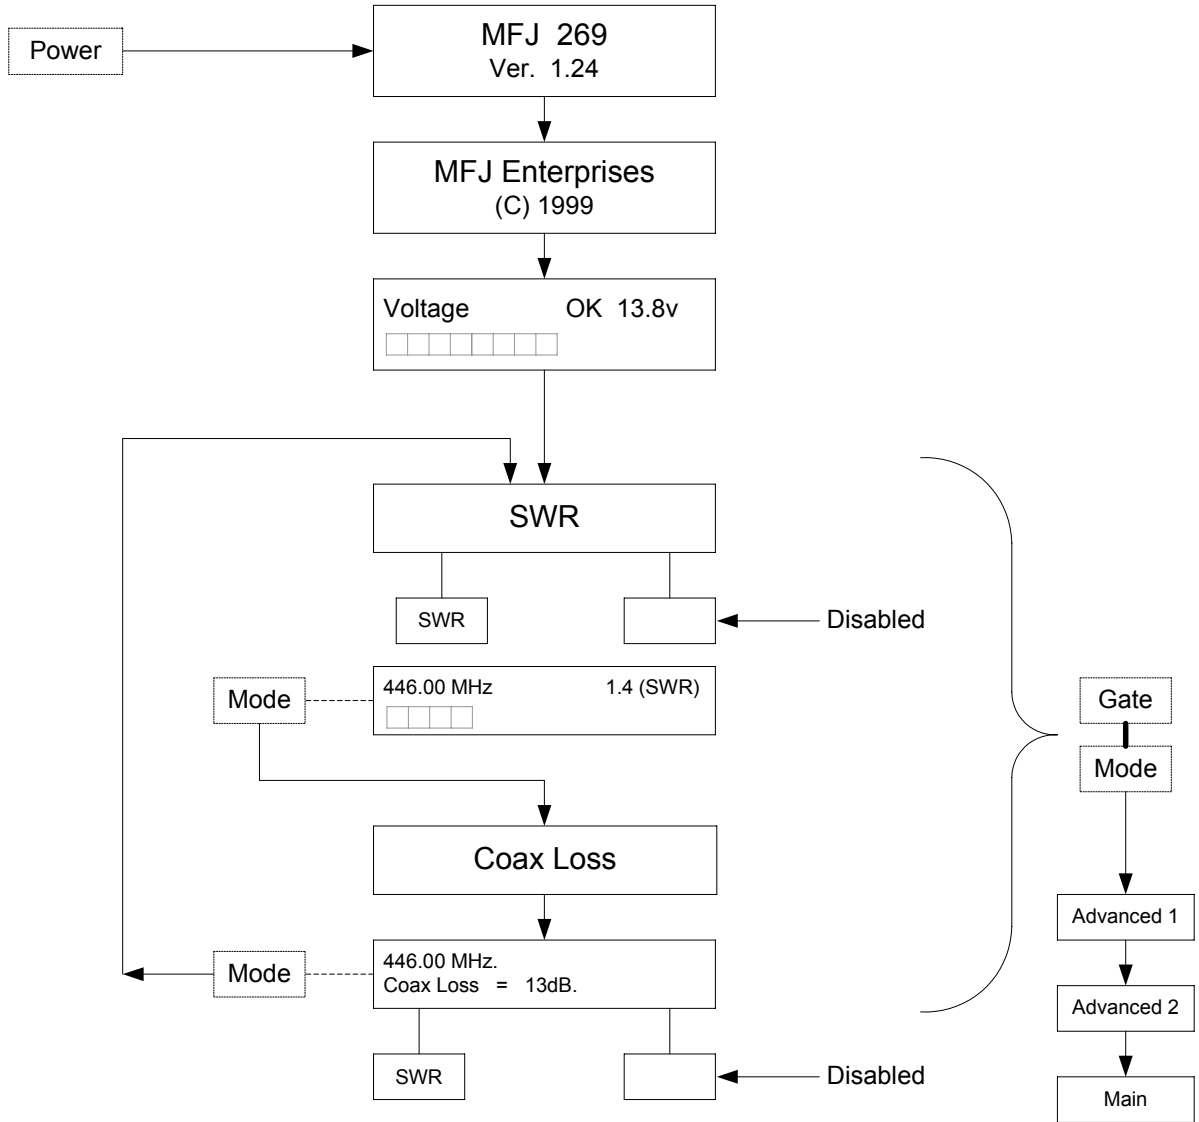 Power
MFJ 269
Ver. 1.24
MFJ Enterprises
(C) 1999
Voltage OK 13.8v
SWR
SWR
Disabled
Mode
446.00 MHz 1.4 (SWR)
Coax Loss
Mode
446.00 MHz.
Coax Loss = 13dB.
SWR
Disabled
Gate
Mode
Advanced 1
Advanced 2
Main